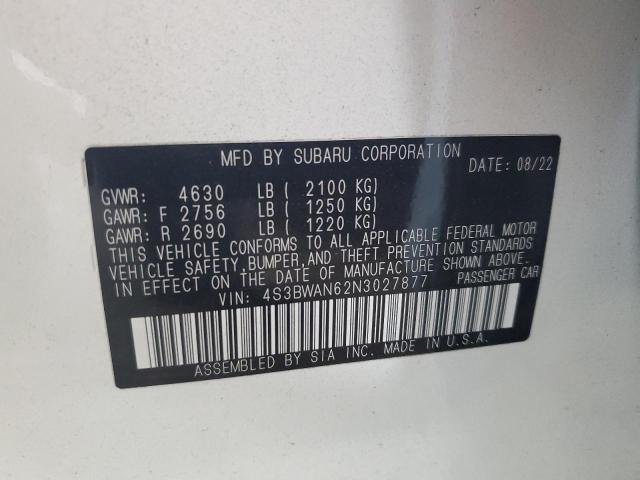 MFD BY SUBARU CORPORATION DATE: 08/22
GVWR: 4630 LB ( 2100 KG)
GAWR: F 2756 LB ( 1250 KG)
GAWR: R 2690 LB ( 1220 KG)
THIS VEHICLE CONFORMS TO ALL APPLICABLE FEDERAL MOTOR
VEHICLE SAFETY,BUMPER,AND THEFT PREVENTION STANDARDS
IN EFFECT ON THE DATE OF MANUFACTURE SHOWN ABOVE.
VIN: 4S3BWAN62N3027877 PASSENGER CAR
ASSEMBLED BY SIA INC. MADE IN U.S.A.